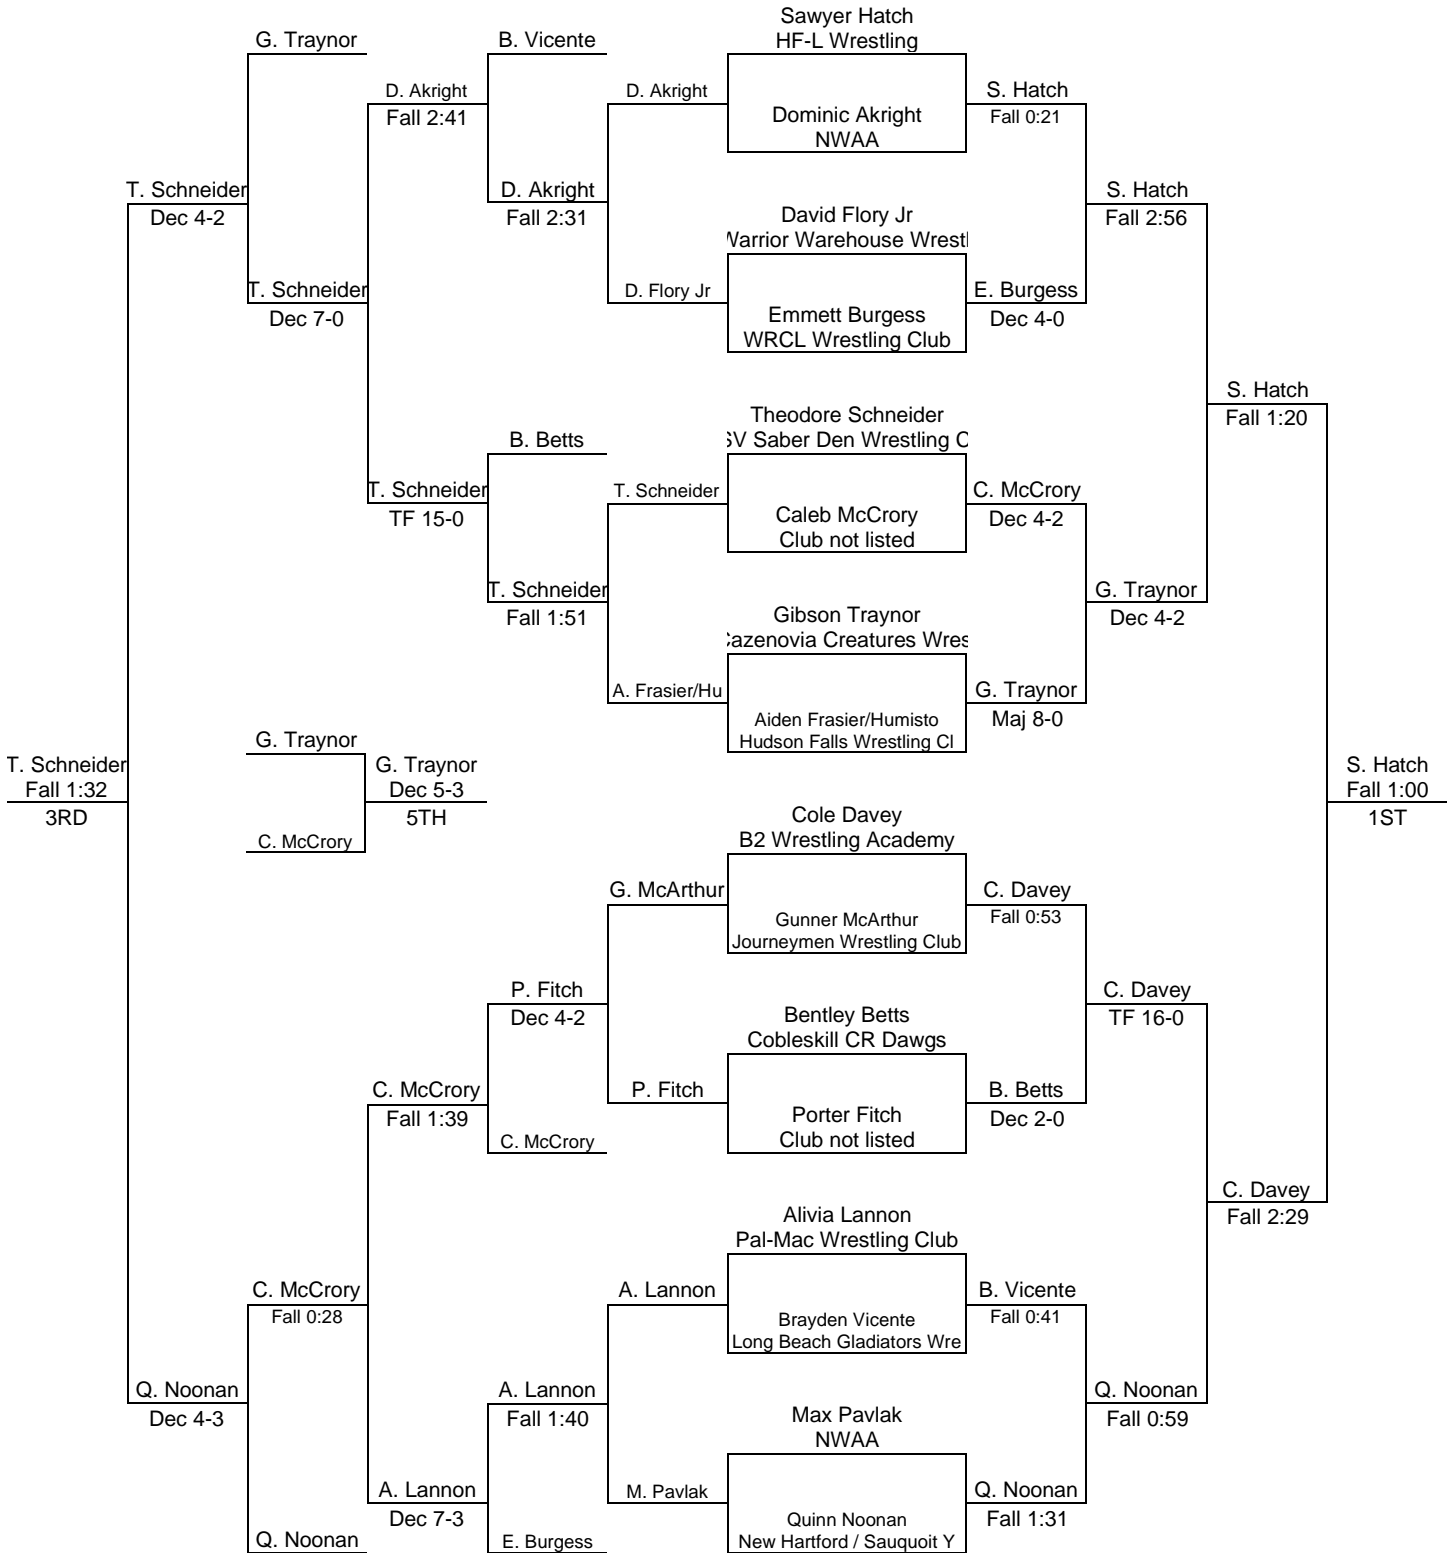 Sawyer Hatch
HF-L Wrestling
G. Traynor
B. Vicente
D. Akright
Fall 2:41
D. Akright
S. Hatch
Fall 0:21
Dominic Akright
NWAA
T. Schneider
Dec 4-2
D. Akright
Fall 2:31
S. Hatch
Fall 2:56
David Flory Jr
Warrior Warehouse Wrestl
T. Schneider
Dec 7-0
D. Flory Jr
E. Burgess
Dec 4-0
Emmett Burgess
WRCL Wrestling Club
S. Hatch
Fall 1:20
Theodore Schneider
SV Saber Den Wrestling C
B. Betts
T. Schneider
TF 15-0
T. Schneider
C. McCrory
Dec 4-2
Caleb McCrory
Club not listed
T. Schneider
Fall 1:51
G. Traynor
Dec 4-2
Gibson Traynor
Cazenovia Creatures Wres
A. Frasier/Hu
G. Traynor
Maj 8-0
Aiden Frasier/Humisto
Hudson Falls Wrestling Cl
G. Traynor
T. Schneider
Fall 1:32
3RD
G. Traynor
Dec 5-3
5TH
S. Hatch
Fall 1:00
1ST
C. McCrory
Cole Davey
B2 Wrestling Academy
G. McArthur
C. Davey
Fall 0:53
Gunner McArthur
Journeymen Wrestling Club
P. Fitch
Dec 4-2
C. Davey
TF 16-0
Bentley Betts
Cobleskill CR Dawgs
C. McCrory
Fall 1:39
P. Fitch
B. Betts
Dec 2-0
Porter Fitch
Club not listed
C. McCrory
C. Davey
Fall 2:29
Alivia Lannon
Pal-Mac Wrestling Club
C. McCrory
Fall 0:28
A. Lannon
B. Vicente
Fall 0:41
Brayden Vicente
Long Beach Gladiators Wre
Q. Noonan
Dec 4-3
A. Lannon
Fall 1:40
Q. Noonan
Fall 0:59
Max Pavlak
NWAA
A. Lannon
Dec 7-3
M. Pavlak
Q. Noonan
Fall 1:31
Quinn Noonan
New Hartford / Sauquoit Y
Q. Noonan
E. Burgess